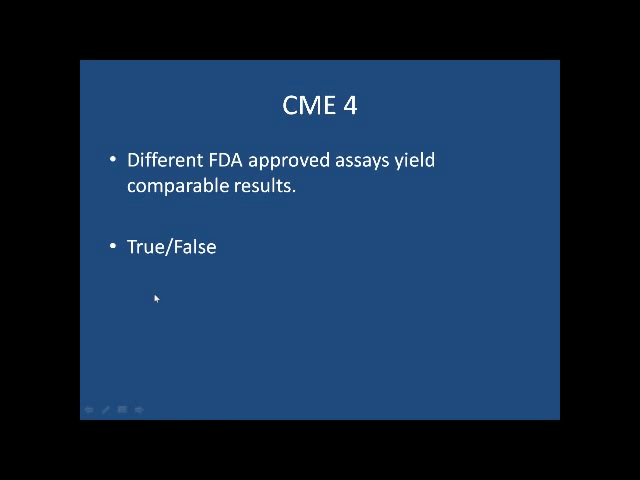 CME 4
• Different FDA approved assays yield
comparable results.
• True/False